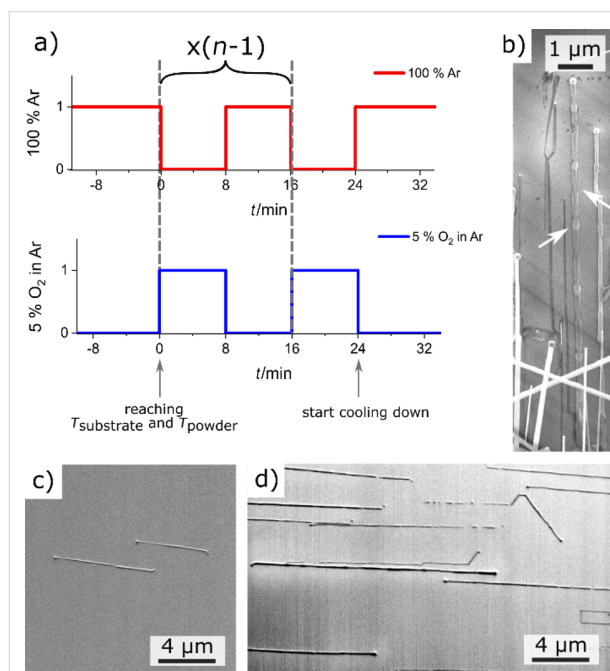 a)
x(n-1)
100 % Ar
100 % Ar
1
0
-8 0 8 16 24 32
t/min
5 % O2 in Ar
5 % O2 in Ar
1
0
-8 0 8 16 24 32
t/min
reaching
Tsubstrate and Tpowder
start cooling down
b)
1 µm
c)
4 µm
d)
4 µm